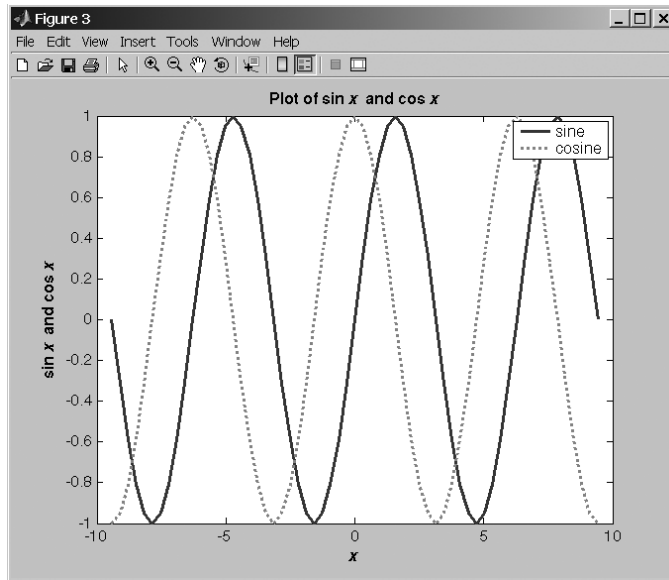 Figure 3
File Edit View Insert Tools Window Help
Plot of sin x and cos x
sine
cosine
1
0.8
0.6
0.4
0.2
0
-0.2
-0.4
-0.6
-0.8
-1
sin x and cos x
-10 -5 0 5 10
x